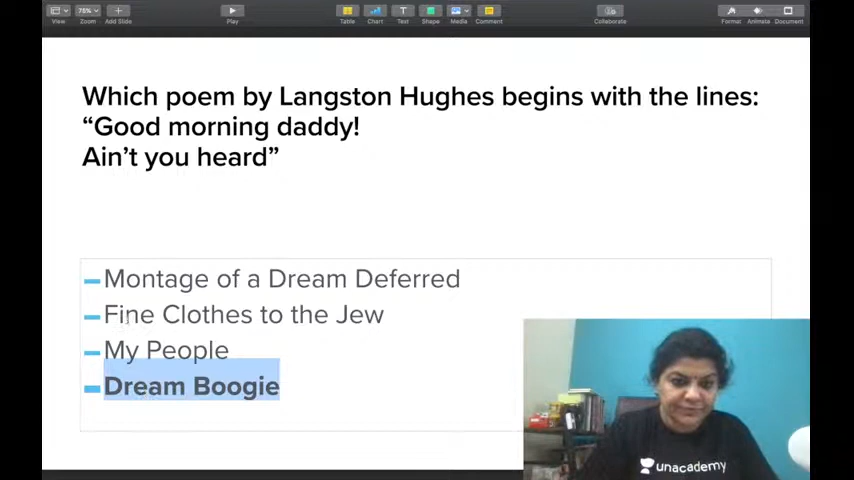 View
75%
Zoom
Add Slide
Play
Table
Chart
Text
Shape
Media
Comment
Collaborate
Format
Animate
Document
Which poem by Langston Hughes begins with the lines:
“Good morning daddy!
Ain’t you heard”
Montage of a Dream Deferred
Fine Clothes to the Jew
My People
Dream Boogie
unacademy